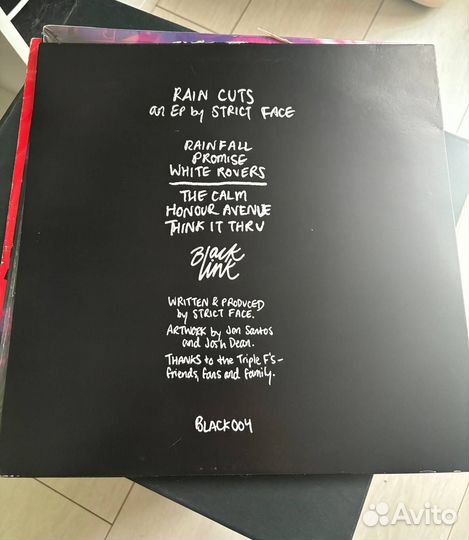 RAIN CUTS
an EP by STRICT FACE
RAINFALL
PROMISE
WHITE ROVERS
THE CALM
HONOUR AVENUE
THINK IT THRU
Black
Link
WRITTEN & PRODUCED
by STRICT FACE.
ARTWORK by Jon Santos
and Josh Dean.
THANKS to the Triple F's-
friends, fans and family.
BLACK004
Avito